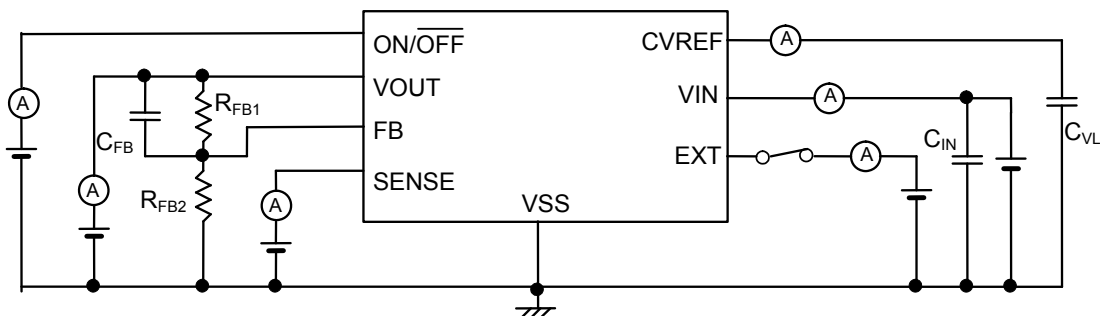 ON/OFF
CVREF
A
VOUT
R_FB1
VIN
A
A
C_FB
FB
C_VL
EXT
A
C_IN
SENSE
A
R_FB2
A
VSS